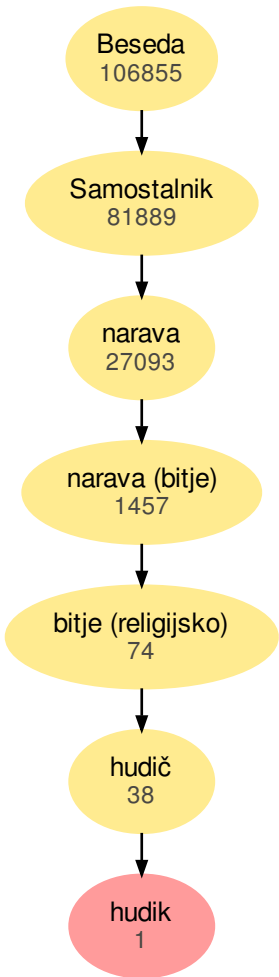 Beseda
106855
Samostalnik
81889
narava
27093
narava (bitje)
1457
bitje (religijsko)
74
hudič
38
hudik
1